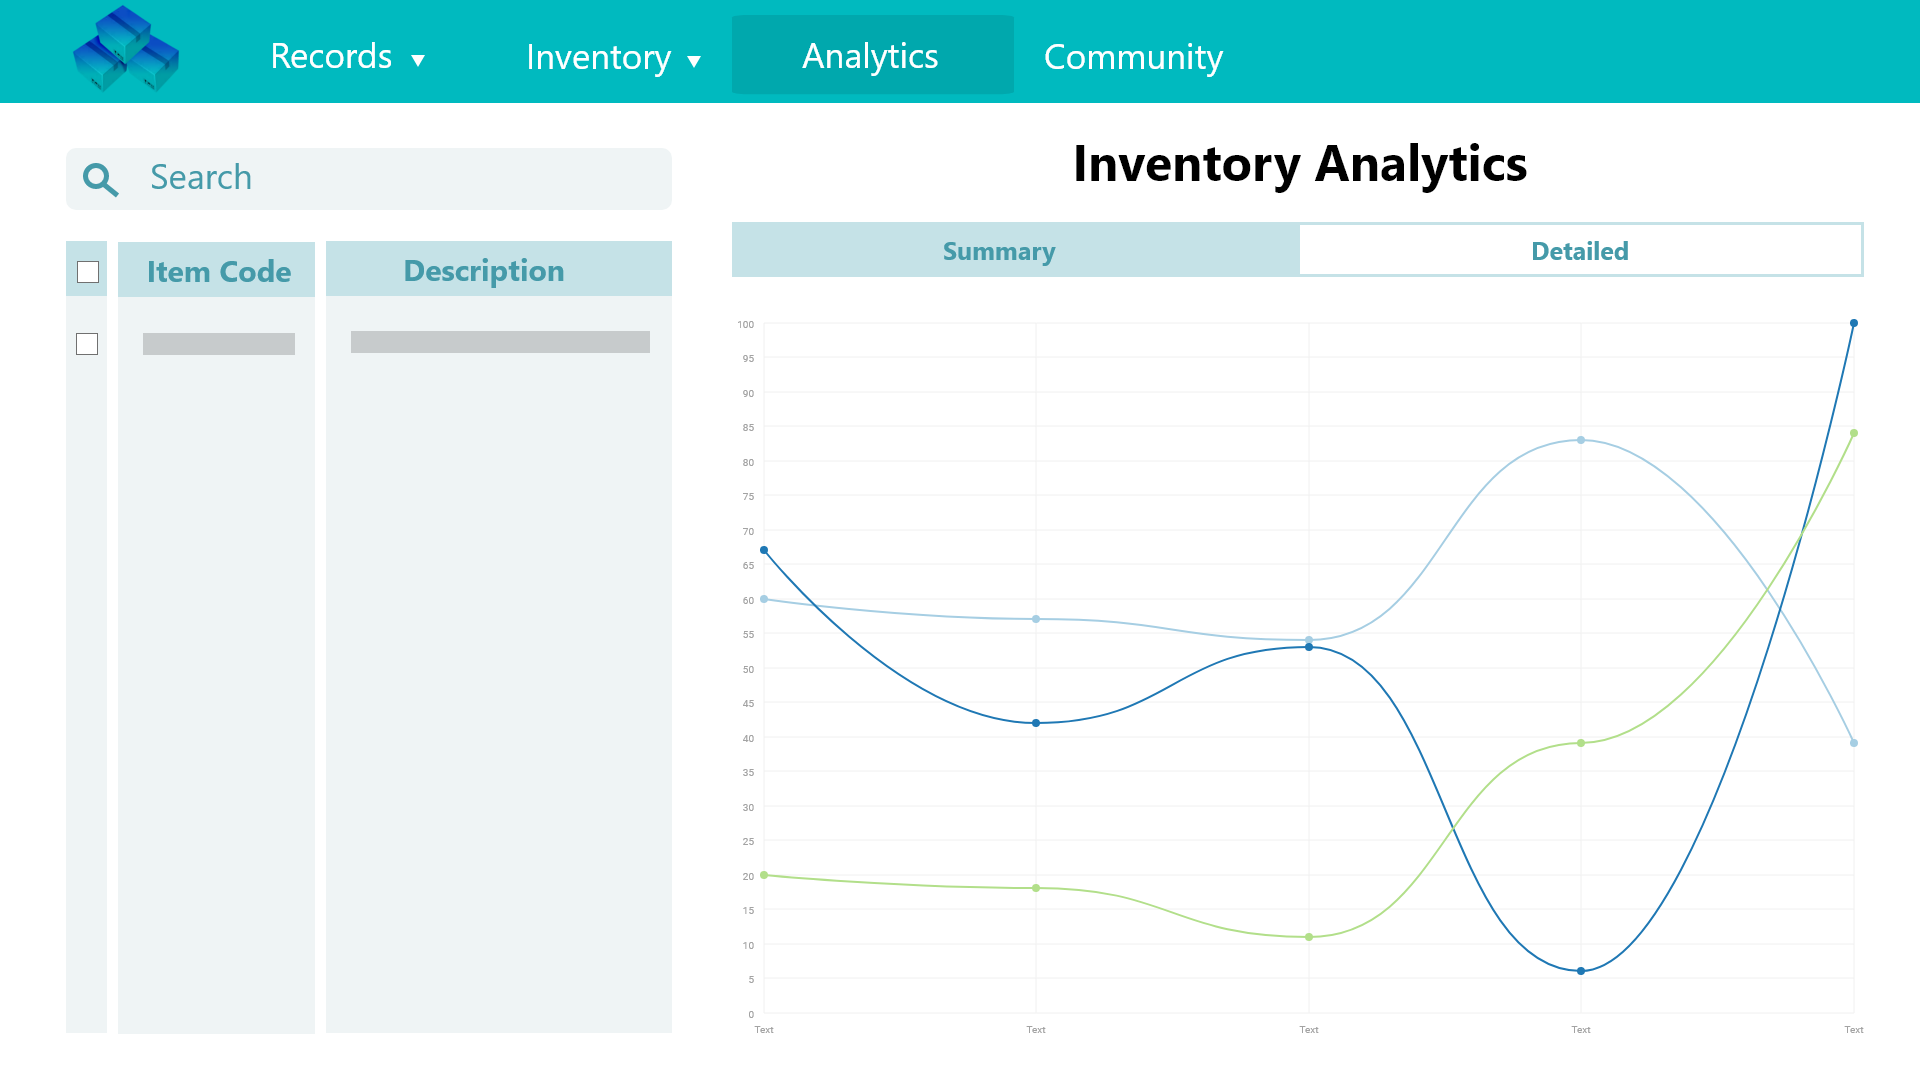 Records ▼
Inventory ▼
Analytics
Community
Search
Item Code
Description
Inventory Analytics
Summary
Detailed
100
95
90
85
80
75
70
65
60
55
50
45
40
35
30
25
20
15
10
5
0
Text Text Text Text Text